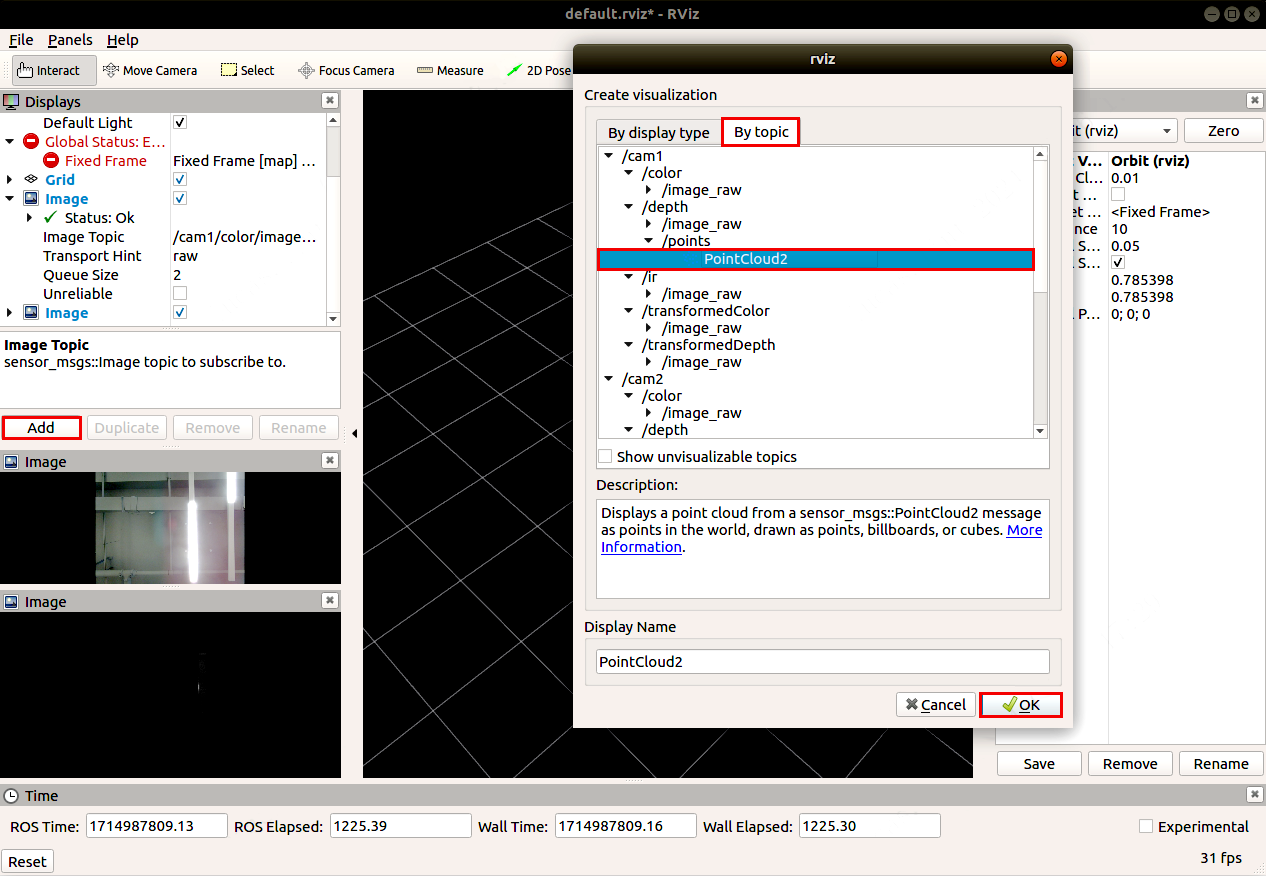 default.rviz* - RViz
File Panels Help
Interact Move Camera Select Focus Camera Measure 2D Pose
Displays
Default Light
Global Status: E...
Fixed Frame Fixed Frame [map] ...
Grid
Image
Status: Ok
Image Topic /cam1/color/image...
Transport Hint raw
Queue Size 2
Unreliable
Image
Image Topic
sensor_msgs::Image topic to subscribe to.
Add Duplicate Remove Rename
Image
Image
rviz
Create visualization
By display type By topic
/cam1
/color
/image_raw
/depth
/image_raw
/points
PointCloud2
/ir
/image_raw
/transformedColor
/image_raw
/transformedDepth
/image_raw
/cam2
/color
/image_raw
/depth
Show unvisualizable topics
Description:
Displays a point cloud from a sensor_msgs::PointCloud2 message
as points in the world, drawn as points, billboards, or cubes. More
Information.
Display Name
PointCloud2
Cancel OK
(rviz) Zero
V... Orbit (rviz)
Cl... 0.01
t ...
et ... <Fixed Frame>
nce 10
S... 0.05
S...
0.785398
0.785398
P... 0; 0; 0
Save Remove Rename
Time
ROS Time: 1714987809.13 ROS Elapsed: 1225.39 Wall Time: 1714987809.16 Wall Elapsed: 1225.30 Experimental
Reset 31 fps